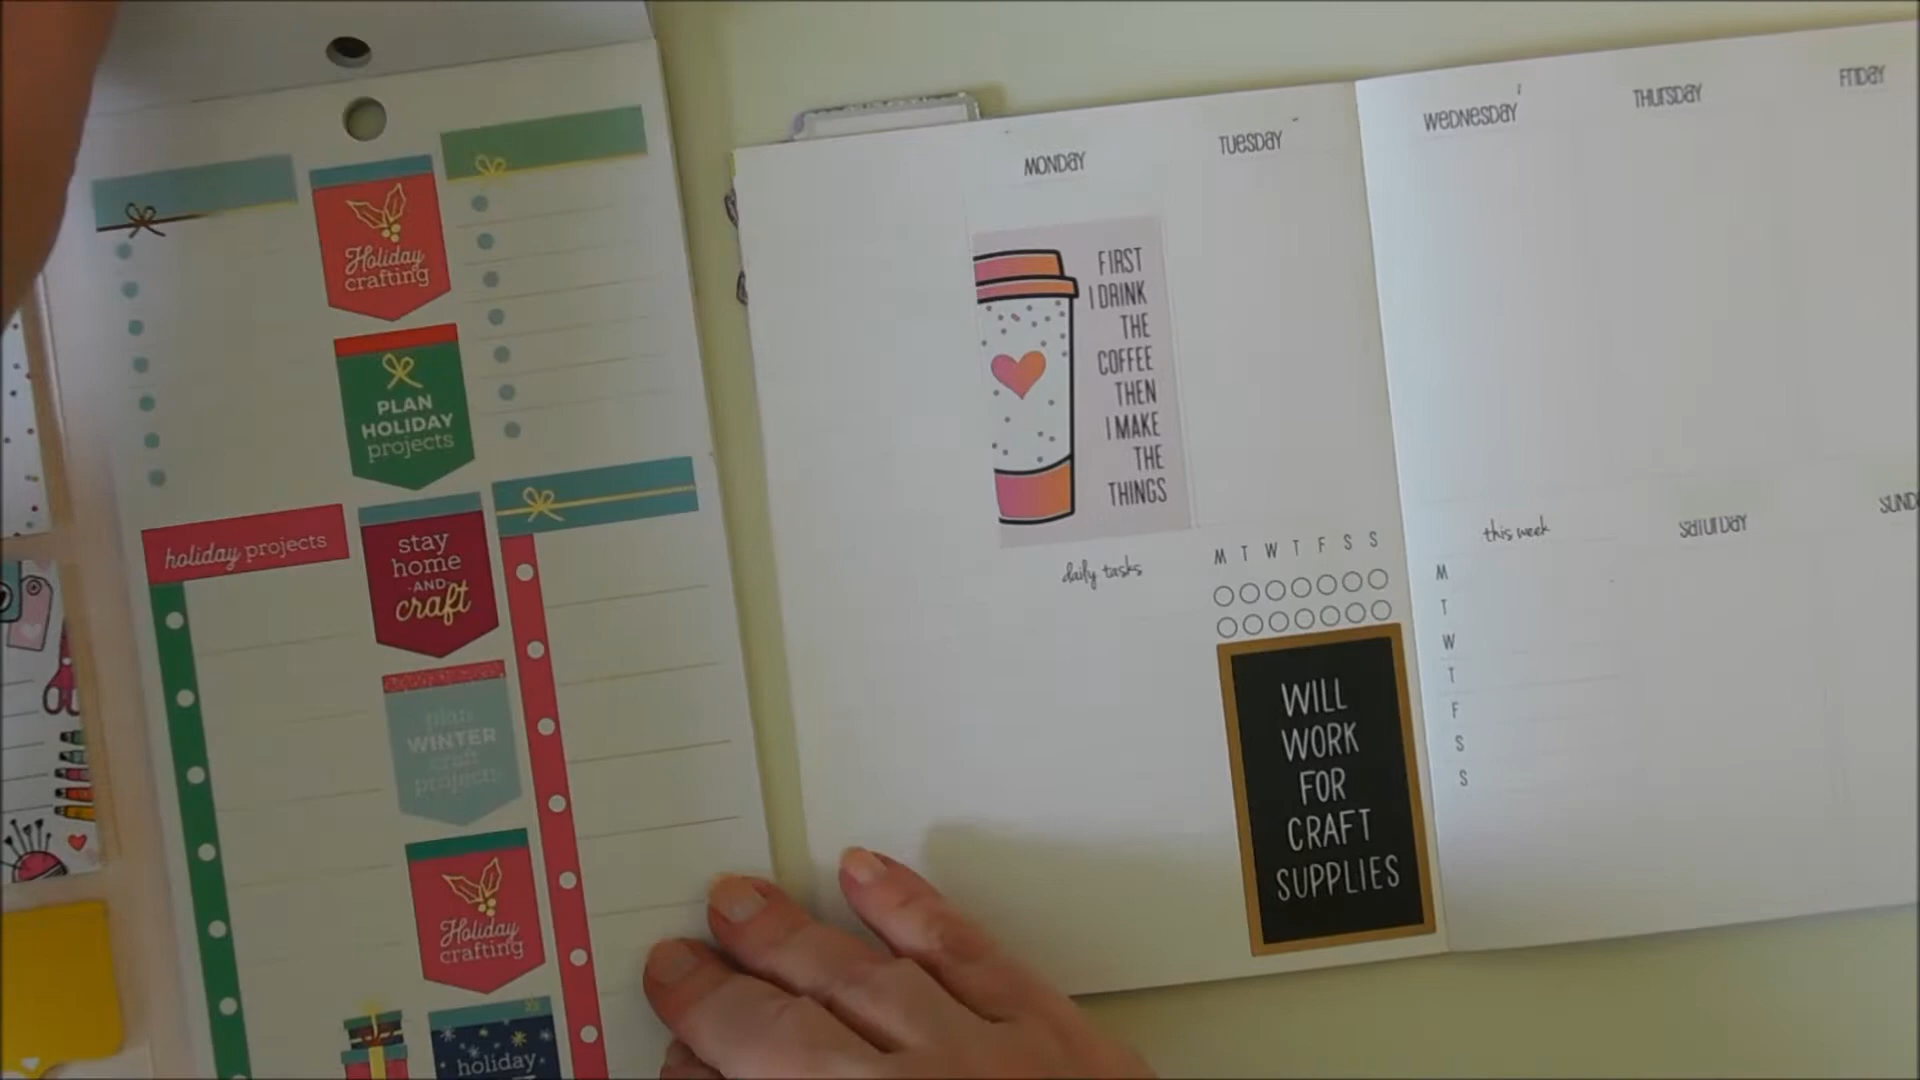 Holiday
crafting
PLAN
HOLIDAY
projects
holiday projects
stay
home
-AND-
craft
plan
WINTER
craft
projects
Holiday
crafting
holiday
MONDAY
TUESDAY
FIRST
I DRINK
THE
COFFEE
THEN
I MAKE
THE
THINGS
daily tasks
M T W T F S S
WILL
WORK
FOR
CRAFT
SUPPLIES
WEDNESDAY
THURSDAY
FRIDAY
this week
SATURDAY
SUND
M
T
W
T
F
S
S